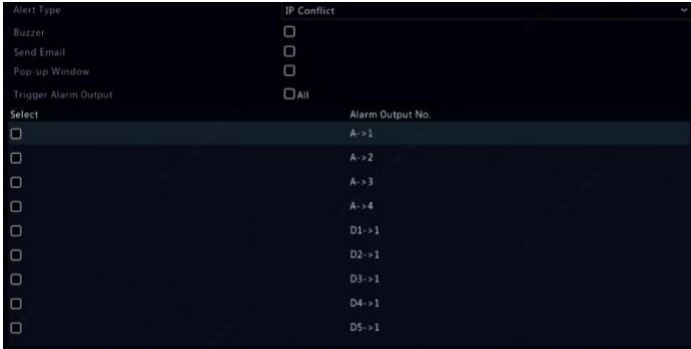 Alert Type IP Conflict
Buzzer
Send Email
Pop-up Window
Trigger Alarm Output All
Select Alarm Output No.
A->1
A->2
A->3
A->4
D1->1
D2->1
D3->1
D4->1
D5->1